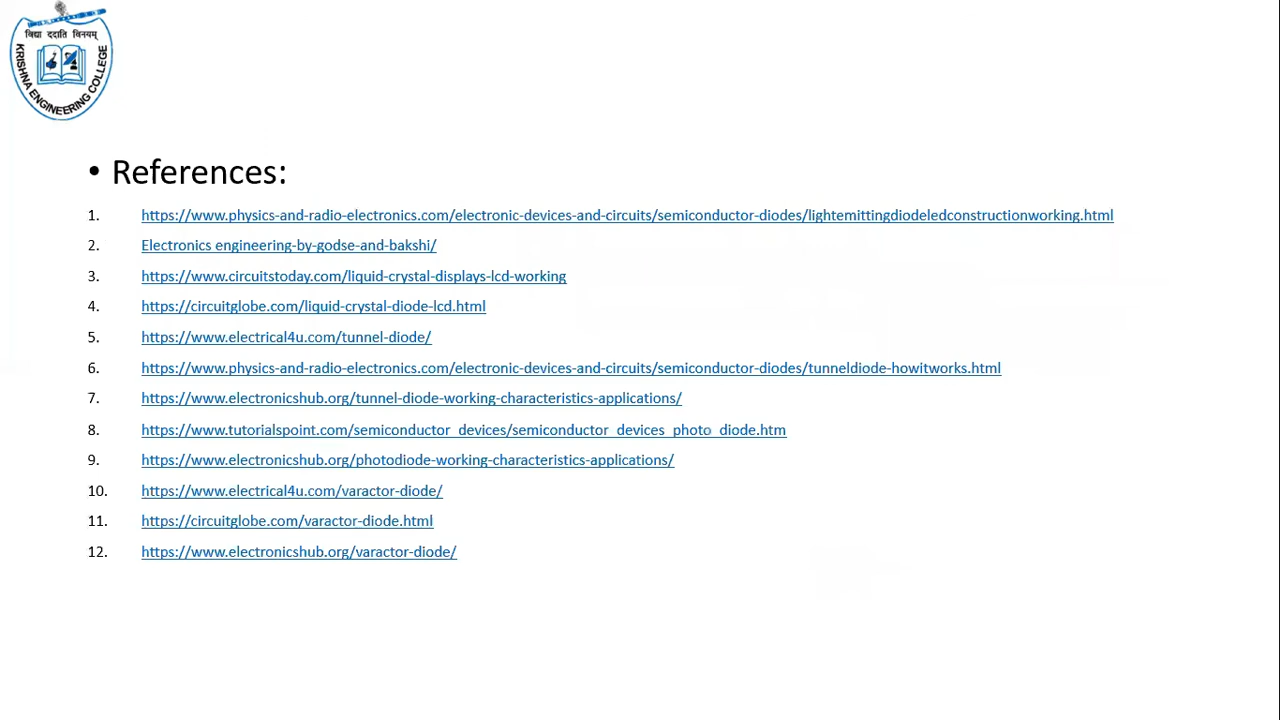 विद्या ददाति विनयम्
KRISHNA ENGINEERING COLLEGE
• References:
1. https://www.physics-and-radio-electronics.com/electronic-devices-and-circuits/semiconductor-diodes/lightemittingdiodeledconstructionworking.html
2. Electronics engineering-by-godse-and-bakshi/
3. https://www.circuitstoday.com/liquid-crystal-displays-lcd-working
4. https://circuitglobe.com/liquid-crystal-diode-lcd.html
5. https://www.electrical4u.com/tunnel-diode/
6. https://www.physics-and-radio-electronics.com/electronic-devices-and-circuits/semiconductor-diodes/tunneldiode-howitworks.html
7. https://www.electronicshub.org/tunnel-diode-working-characteristics-applications/
8. https://www.tutorialspoint.com/semiconductor_devices/semiconductor_devices_photo_diode.htm
9. https://www.electronicshub.org/photodiode-working-characteristics-applications/
10. https://www.electrical4u.com/varactor-diode/
11. https://circuitglobe.com/varactor-diode.html
12. https://www.electronicshub.org/varactor-diode/